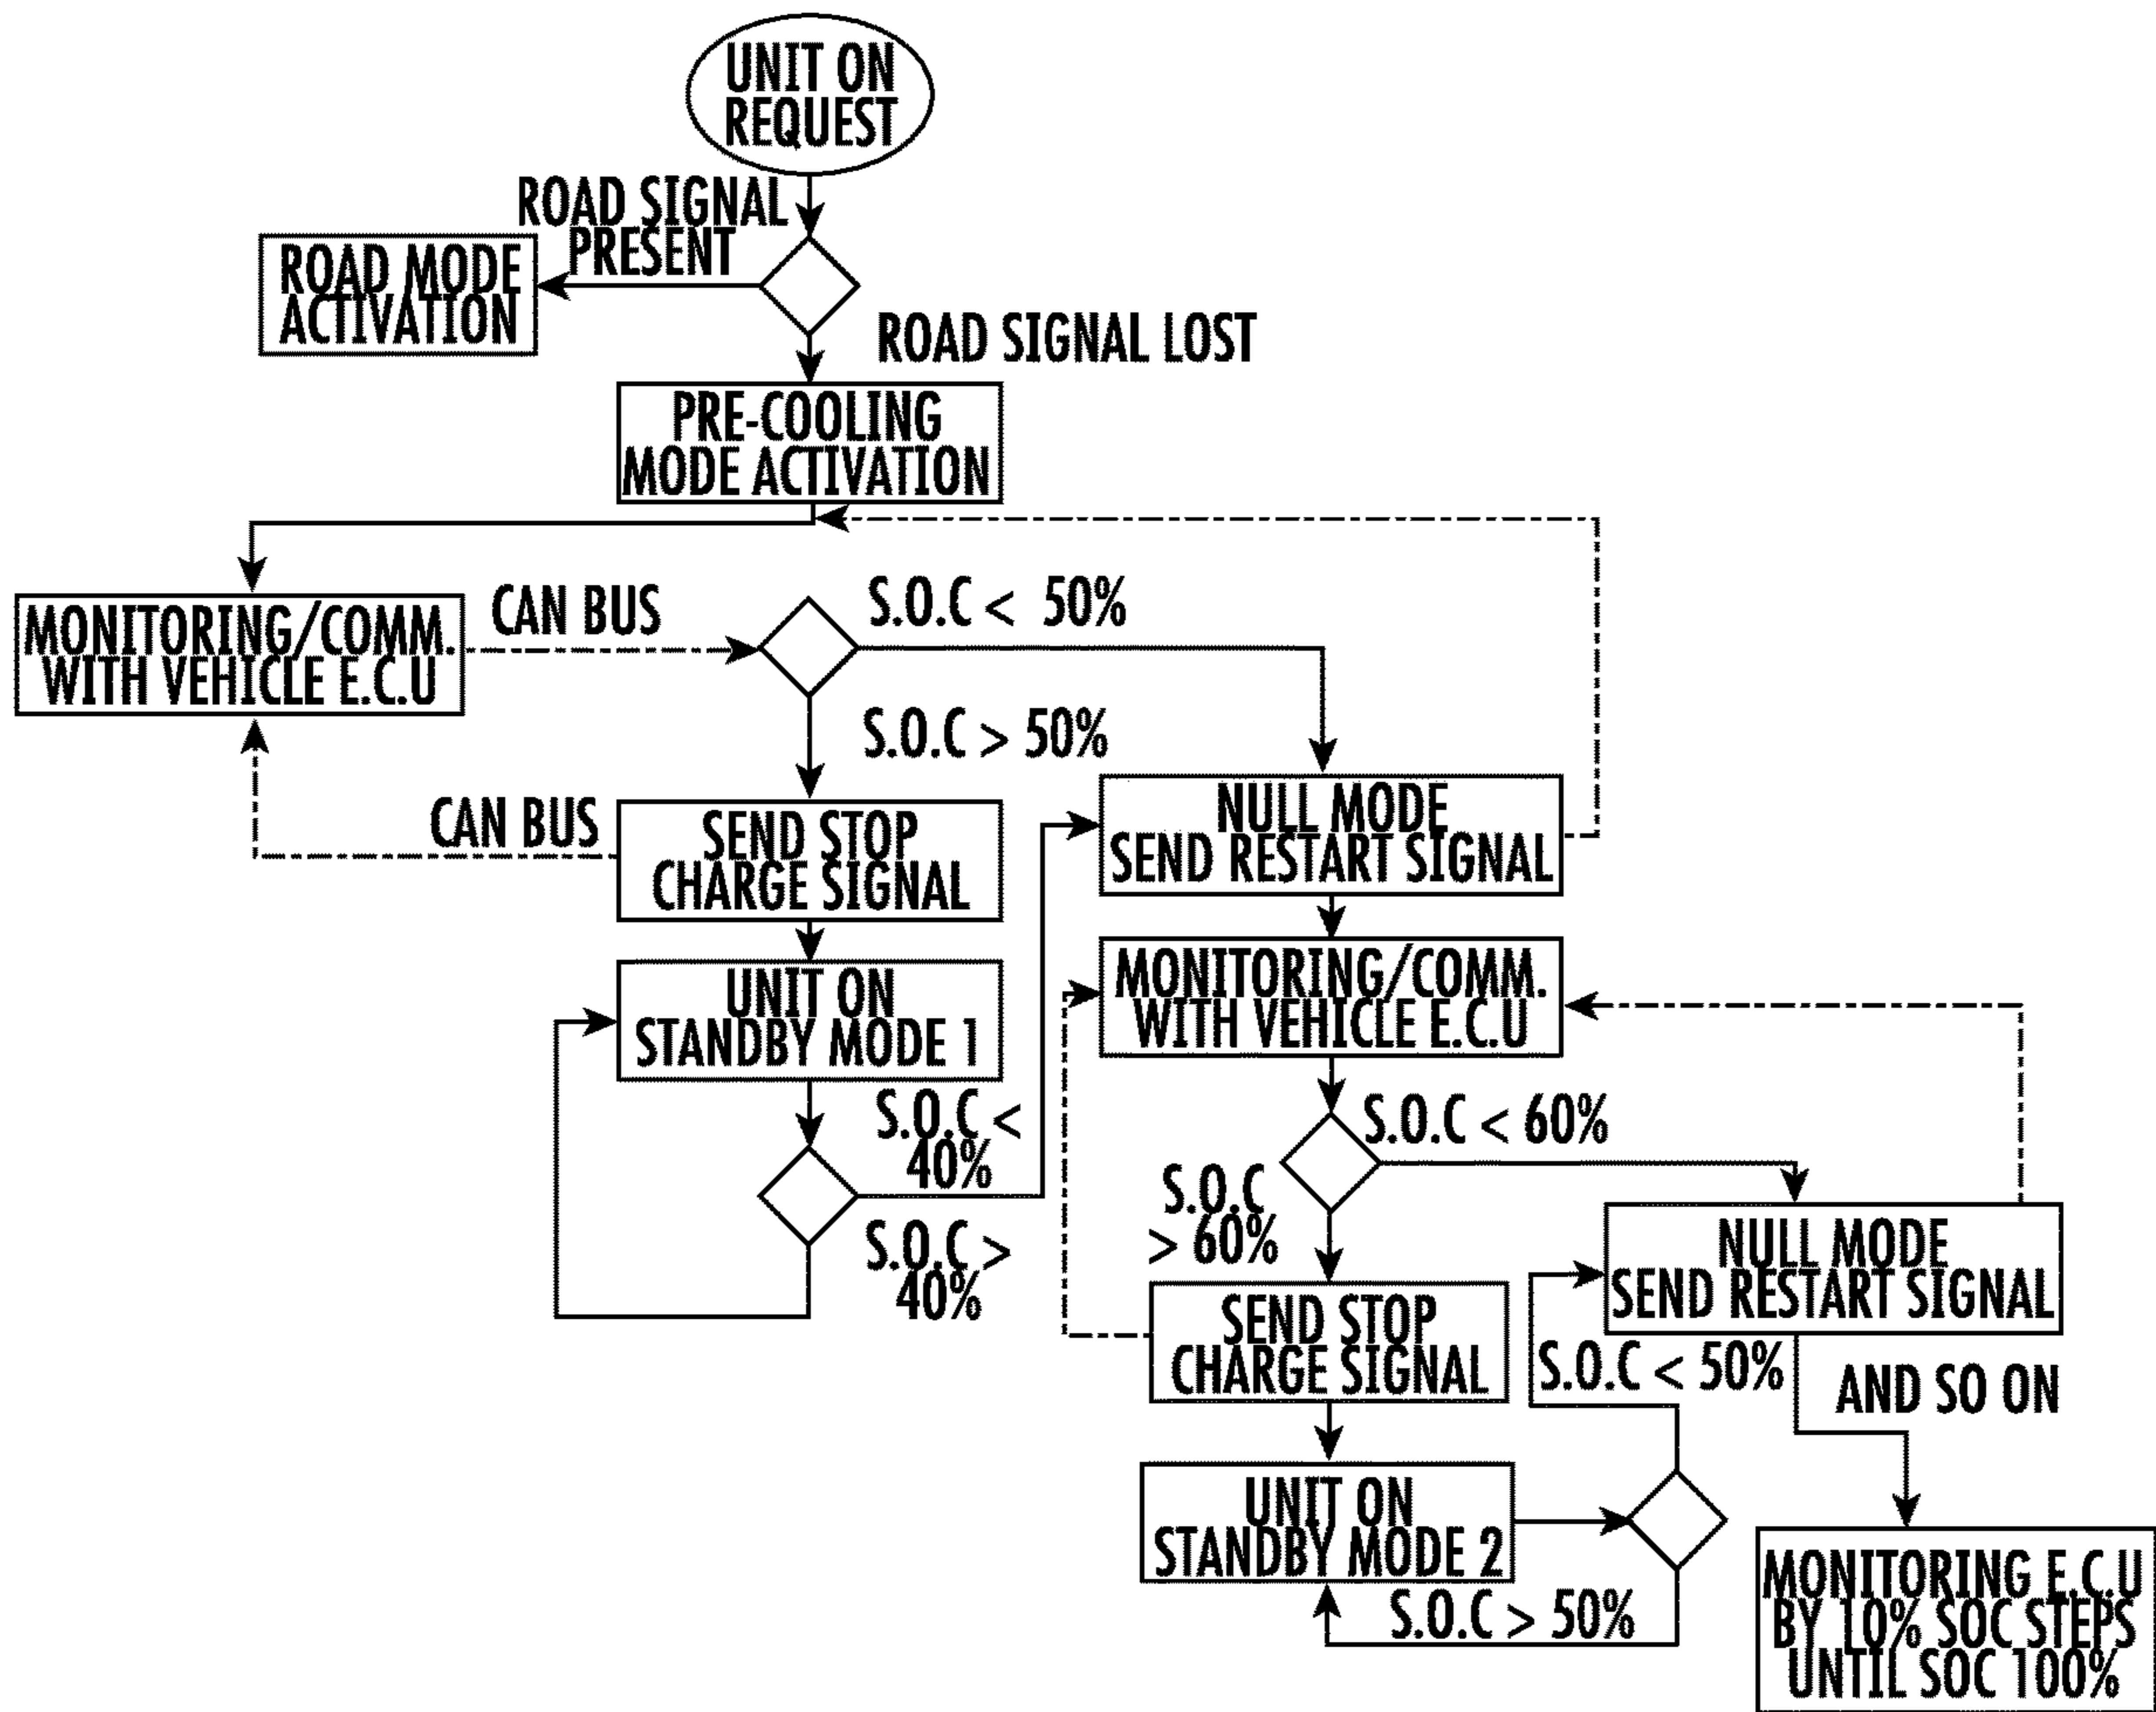 UNIT ON
REQUEST
ROAD SIGNAL
PRESENT
ROAD MODE
ACTIVATION
ROAD SIGNAL LOST
PRE-COOLING
MODE ACTIVATION
MONITORING/COMM.
WITH VEHICLE E.C.U
CAN BUS
S.O.C < 50%
S.O.C > 50%
CAN BUS
SEND STOP
CHARGE SIGNAL
NULL MODE
SEND RESTART SIGNAL
UNIT ON
STANDBY MODE 1
MONITORING/COMM.
WITH VEHICLE E.C.U
S.O.C <
40%
S.O.C >
40%
S.O.C < 60%
S.O.C
> 60%
NULL MODE
SEND RESTART SIGNAL
SEND STOP
CHARGE SIGNAL
S.O.C < 50%
AND SO ON
UNIT ON
STANDBY MODE 2
S.O.C > 50%
MONITORING E.C.U
BY 10% SOC STEPS
UNTIL SOC 100%